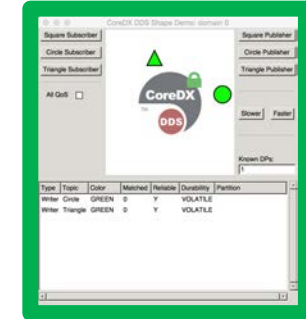 CoreDX DDS Shape Demo: domain 0
Square Subscriber
Square Publisher
Circle Subscriber
Circle Publisher
Triangle Subscriber
Triangle Publisher
All QoS
CoreDX
TM
DDS
Slower Faster
Known DPs:
1
Type Topic Color Matched Reliable Durability Partition
Writer Circle GREEN 0 Y VOLATILE
Writer Triangle GREEN 0 Y VOLATILE